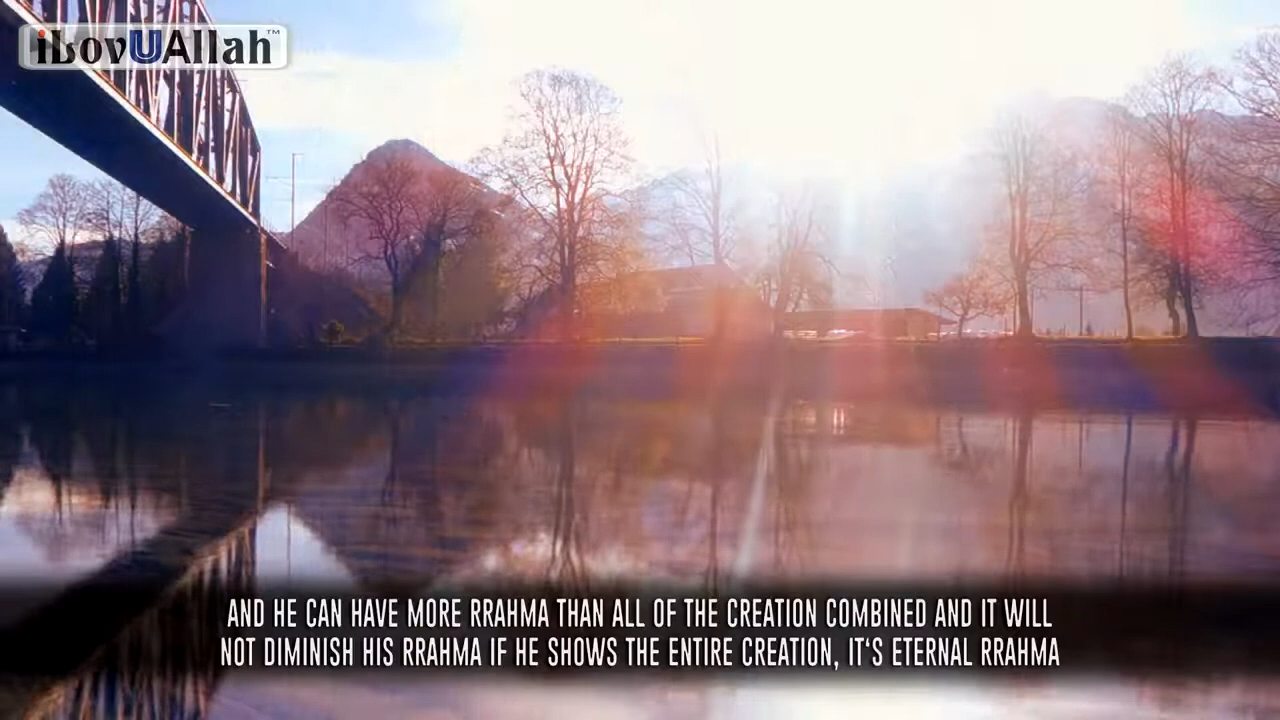 iLovUAllah™
AND HE CAN HAVE MORE RRAHMA THAN ALL OF THE CREATION COMBINED AND IT WILL
NOT DIMINISH HIS RRAHMA IF HE SHOWS THE ENTIRE CREATION, IT'S ETERNAL RRAHMA